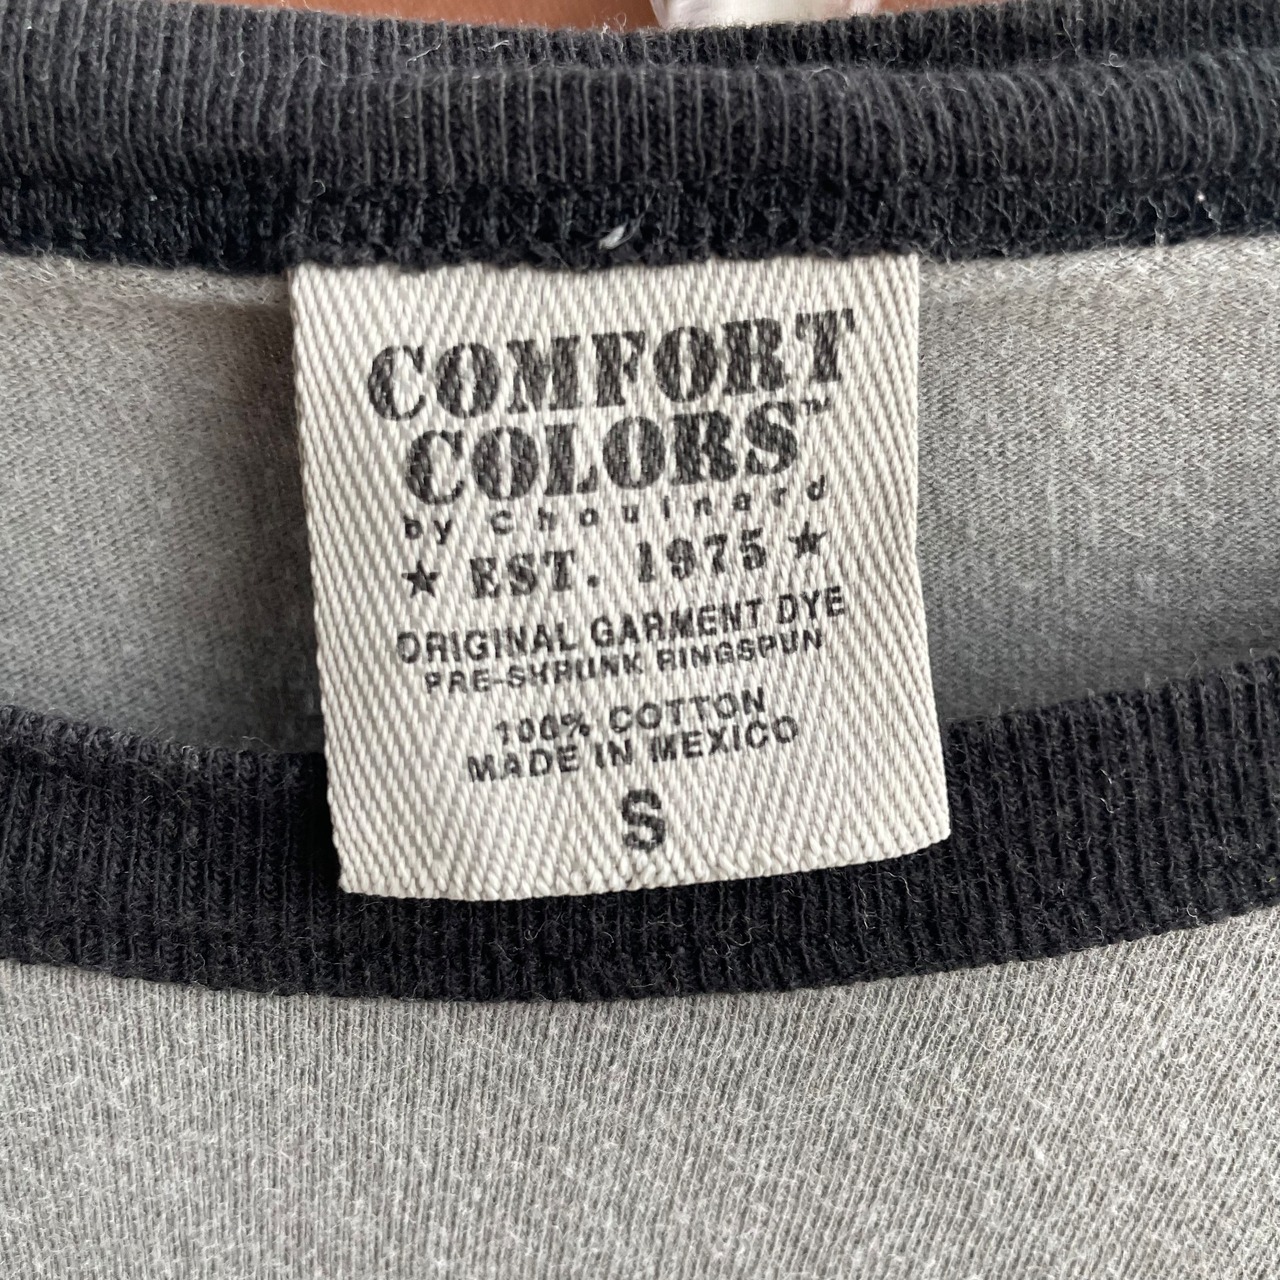 COMFORT
COLORS™
by Chouinard
★ EST. 1975 ★
ORIGINAL GARMENT DYE
PRE-SHRUNK RINGSPUN
100% COTTON
MADE IN MEXICO
S